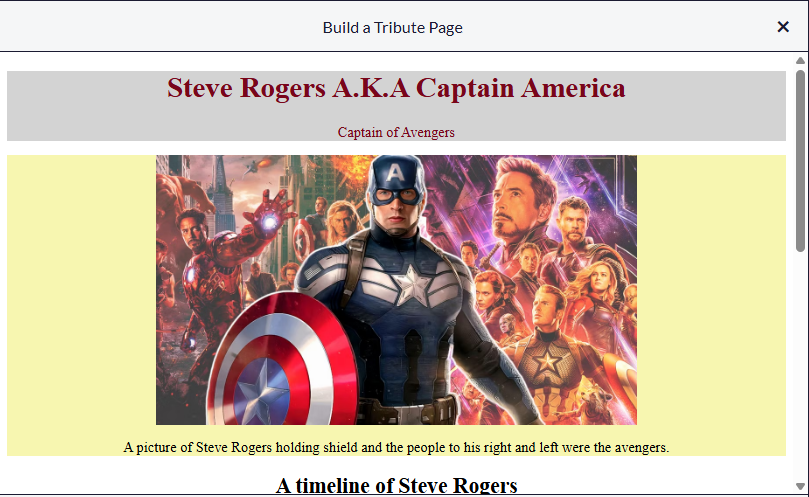 Build a Tribute Page
Steve Rogers A.K.A Captain America
Captain of Avengers
A
A picture of Steve Rogers holding shield and the people to his right and left were the avengers.
A timeline of Steve Rogers